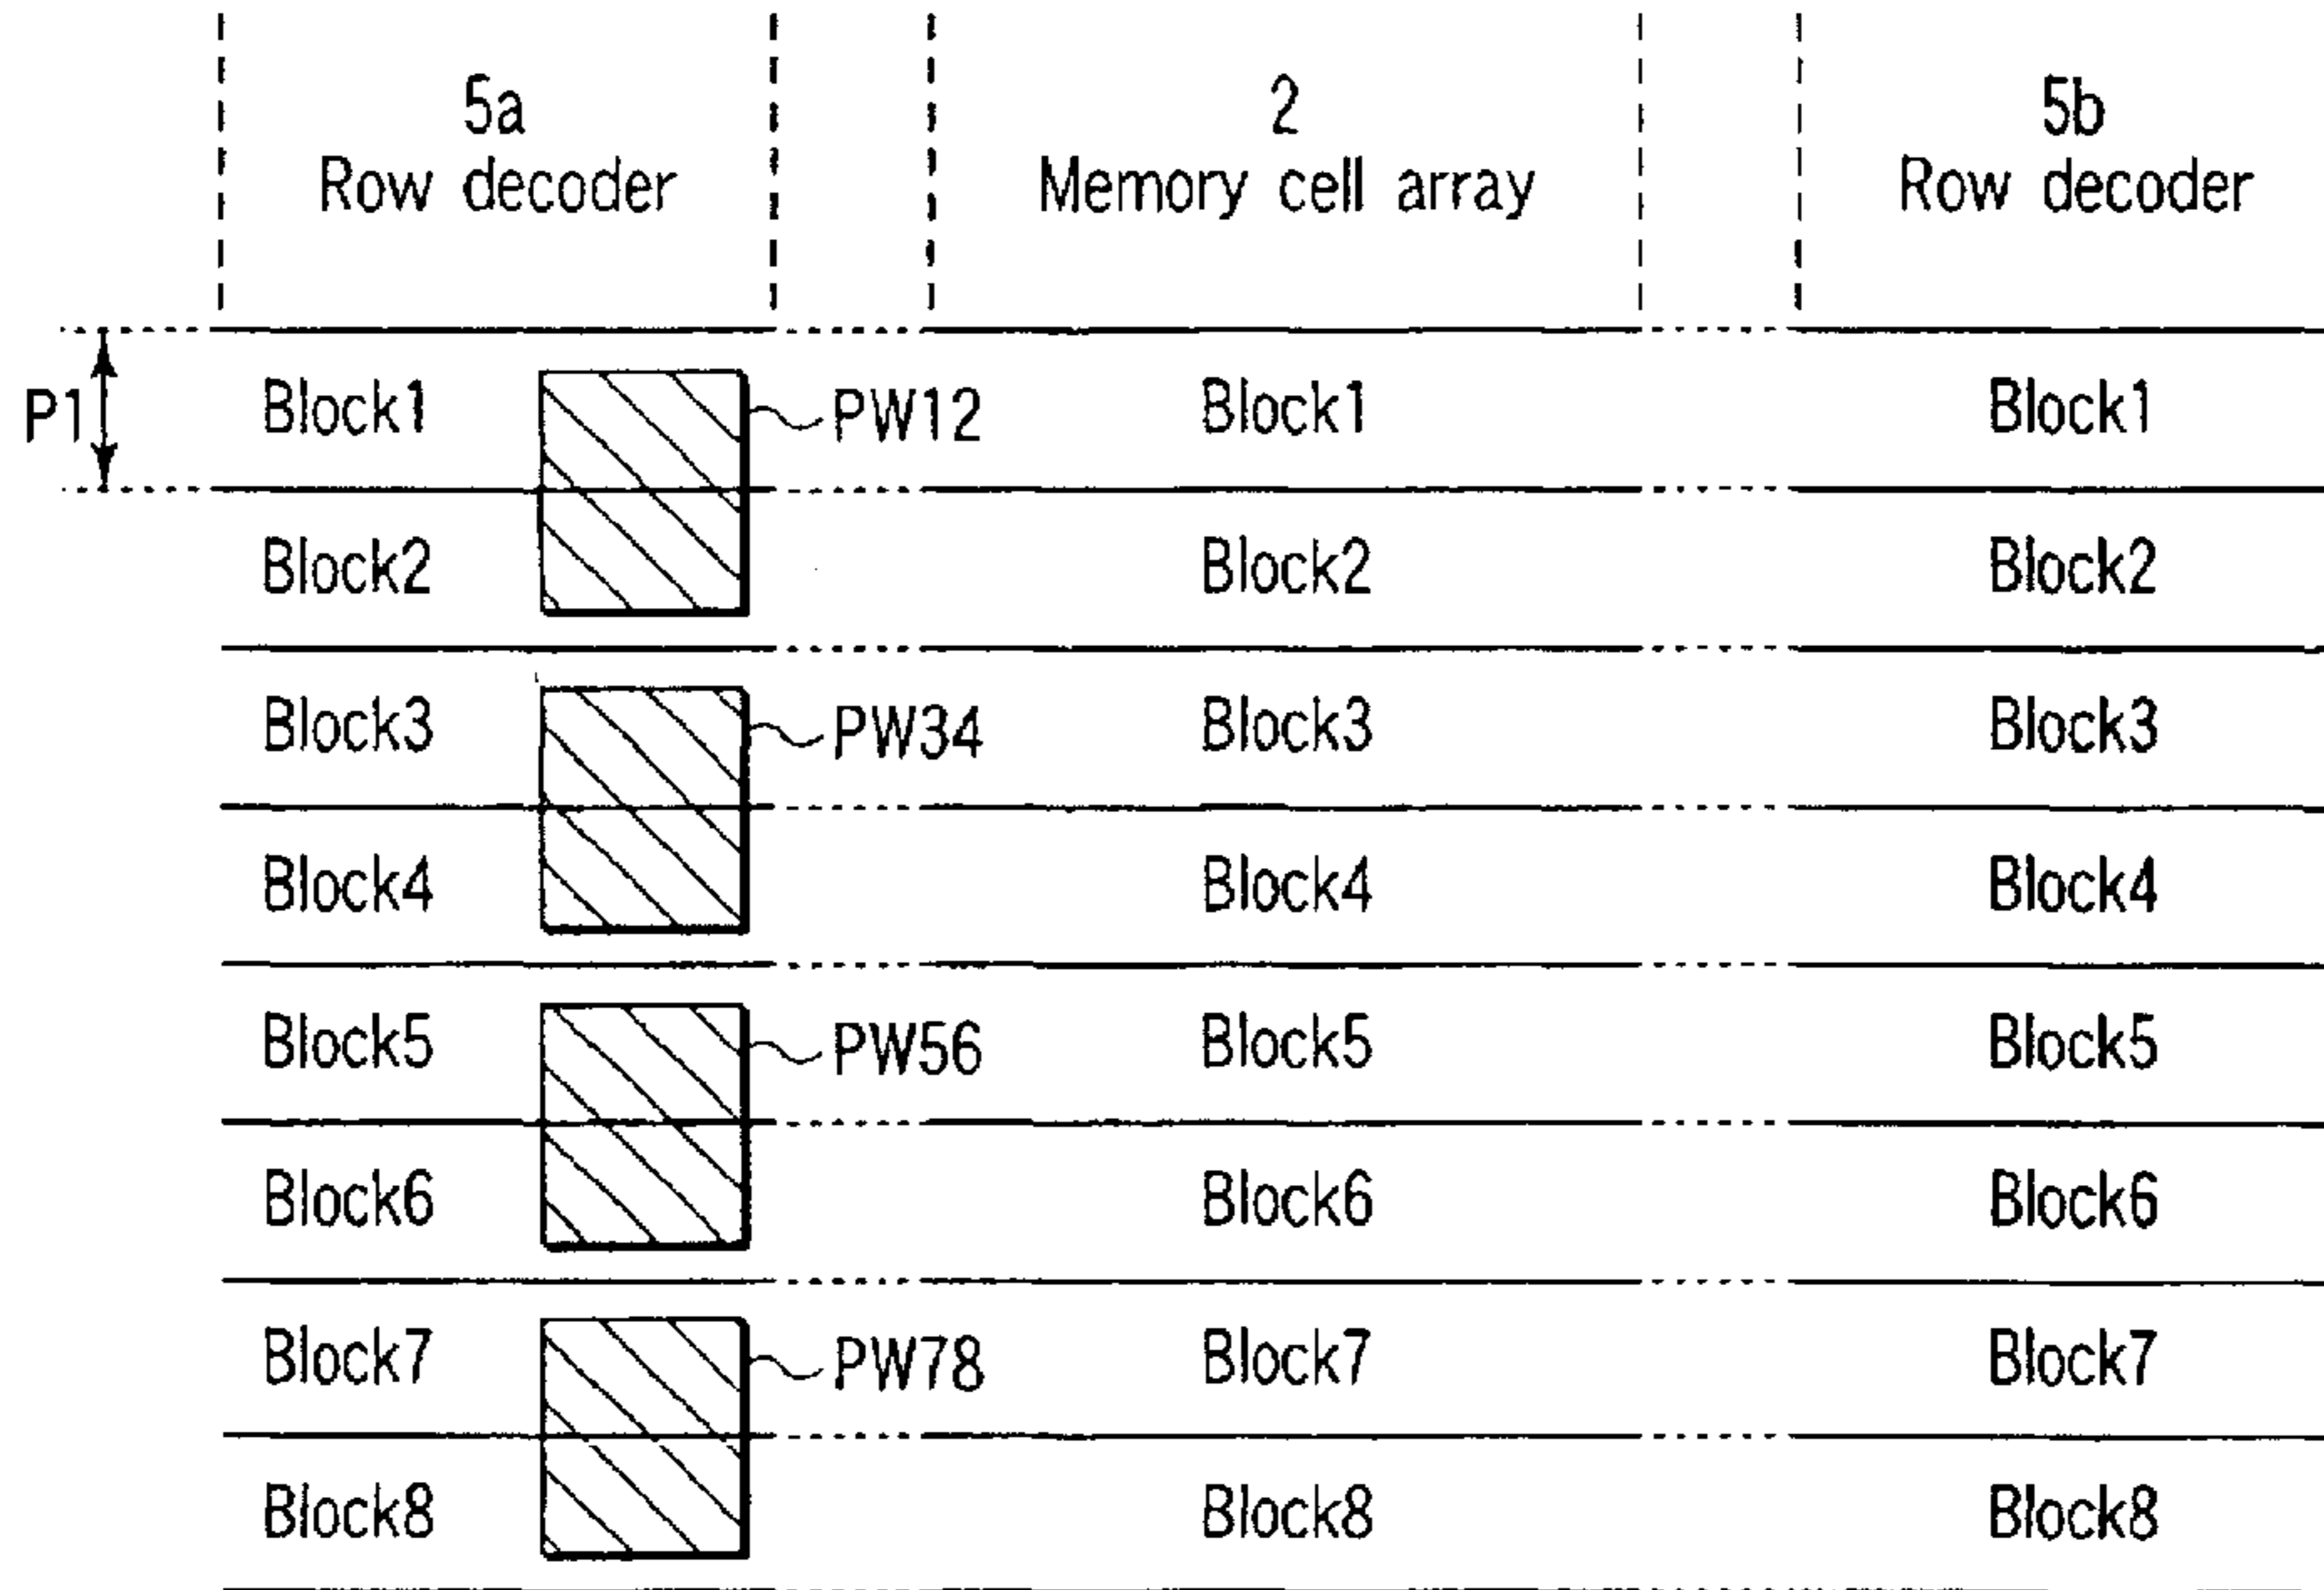 5a 2 5b
Row decoder Memory cell array Row decoder
P1 Block1 PW12 Block1 Block1
Block2 Block2 Block2
Block3 PW34 Block3 Block3
Block4 Block4 Block4
Block5 PW56 Block5 Block5
Block6 Block6 Block6
Block7 PW78 Block7 Block7
Block8 Block8 Block8